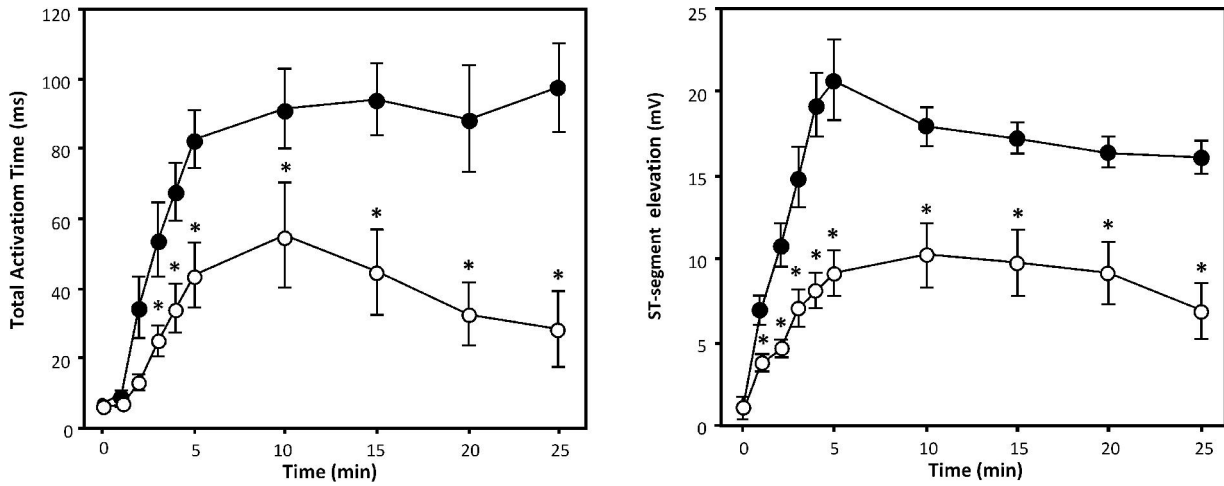 Total Activatiom Time (ms)
120
100
80
60
40
20
0
* * * * * * * *
0 5 10 15 20 25
Time (min)
ST-segment elevation (mV)
25
20
15
10
5
0
* * * * * * * * *
0 5 10 15 20 25
Time (min)